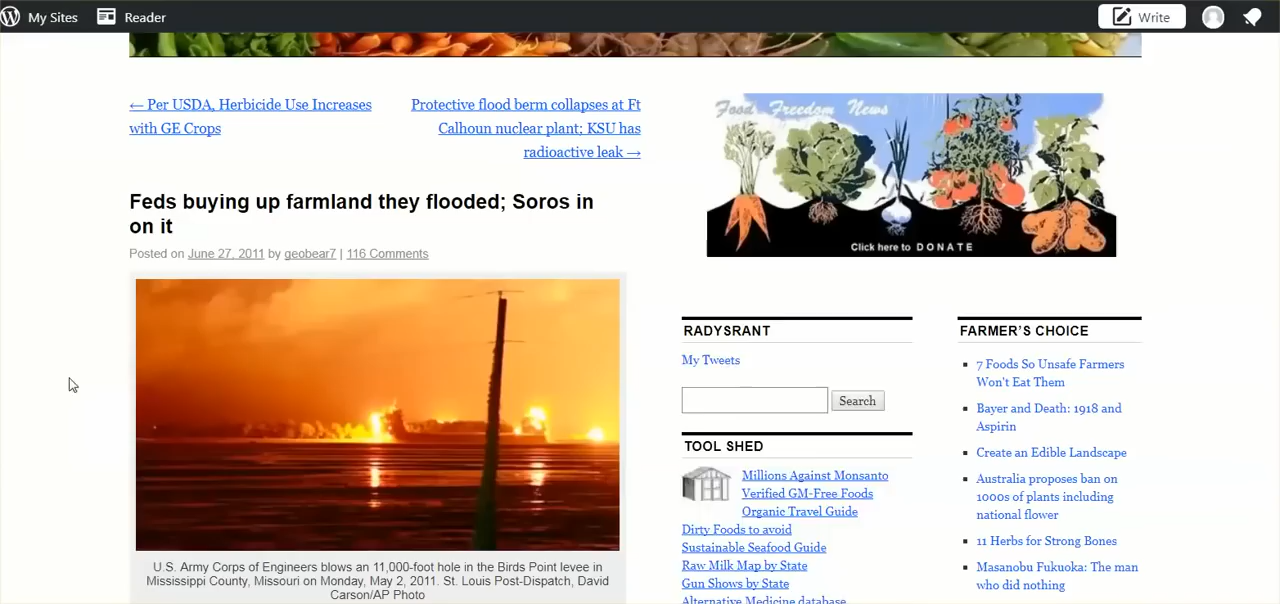 My Sites
Reader
Write
← Per USDA, Herbicide Use Increases
with GE Crops
Protective flood berm collapses at Ft
Calhoun nuclear plant; KSU has
radioactive leak →
Feds buying up farmland they flooded; Soros in
on it
Posted on June 27, 2011 by geobear7 | 116 Comments
U.S. Army Corps of Engineers blows an 11,000-foot hole in the Birds Point levee in
Mississippi County, Missouri on Monday, May 2, 2011. St. Louis Post-Dispatch, David
Carson/AP Photo
Food Freedom News
Click here to DONATE
RADYSRANT
My Tweets
Search
TOOL SHED
Millions Against Monsanto
Verified GM-Free Foods
Organic Travel Guide
Dirty Foods to avoid
Sustainable Seafood Guide
Raw Milk Map by State
Gun Shows by State
Alternative Medicine database
FARMER'S CHOICE
7 Foods So Unsafe Farmers
Won't Eat Them
Bayer and Death: 1918 and
Aspirin
Create an Edible Landscape
Australia proposes ban on
1000s of plants including
national flower
11 Herbs for Strong Bones
Masanobu Fukuoka: The man
who did nothing